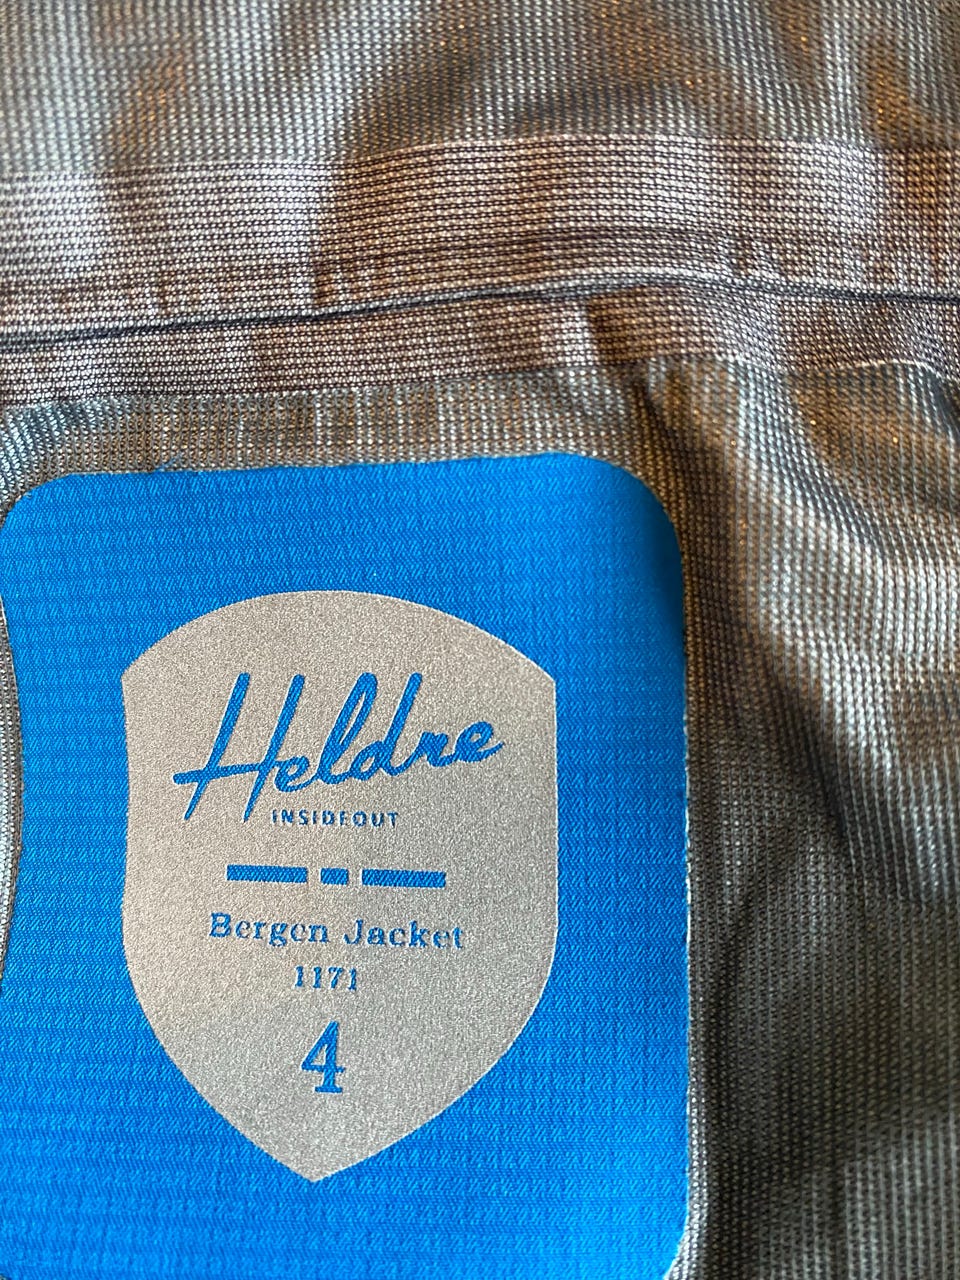 Heldre
INSIDEOUT
Bergen Jacket
1171
4